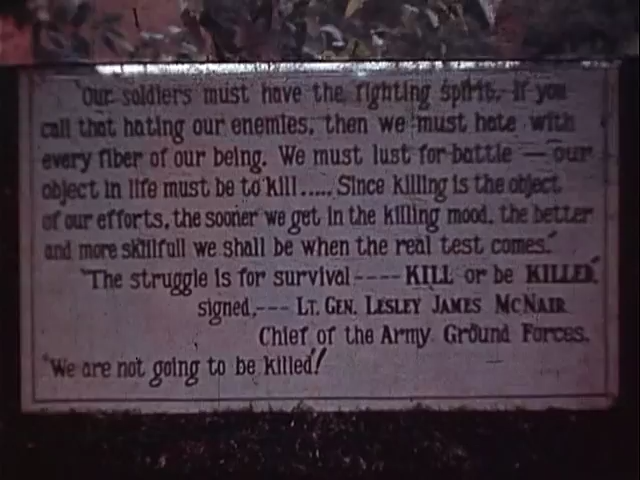 "Our soldiers must have the fighting spirit. If you
call that hating our enemies, then we must hate with
every fiber of our being. We must lust for battle — our
object in life must be to kill..... Since killing is the object
of our efforts, the sooner we get in the killing mood, the better
and more skillfull we shall be when the real test comes."
"The struggle is for survival ---- KILL or be KILLED."
signed,--- LT. GEN. LESLEY JAMES MCNAIR
Chief of the Army Ground Forces.
"We are not going to be killed"!